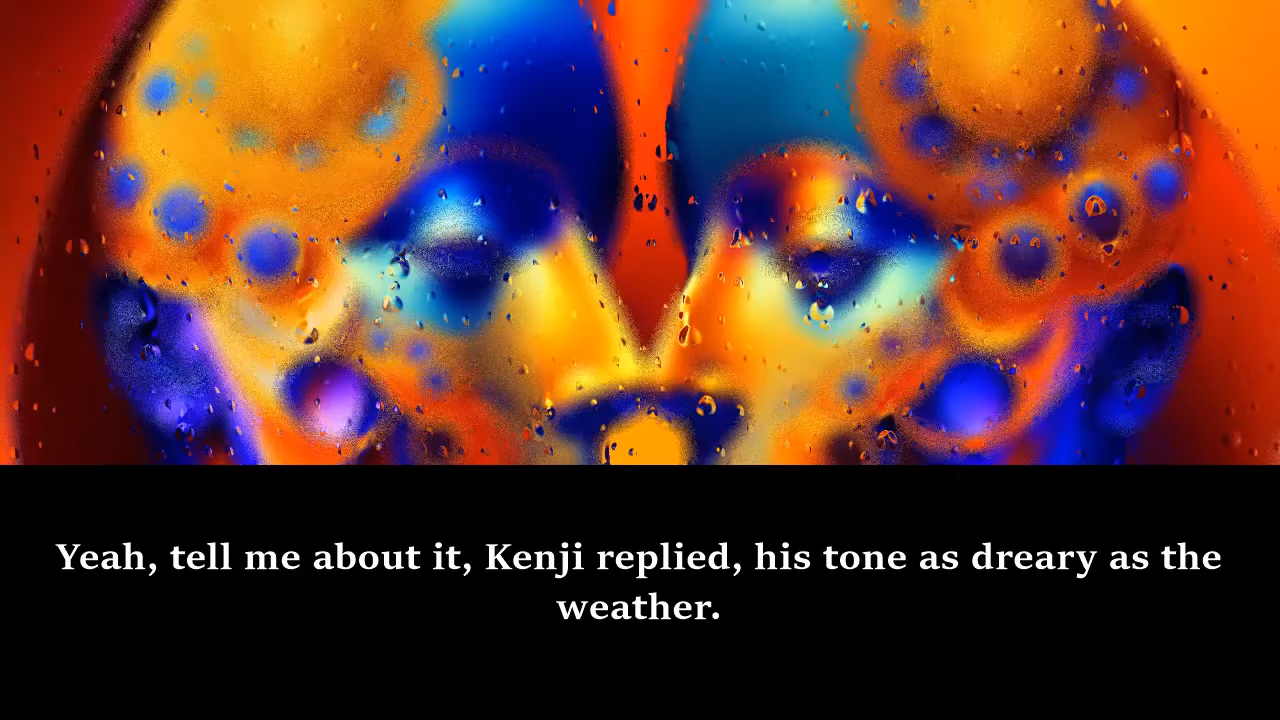 Yeah, tell me about it, Kenji replied, his tone as dreary as the
weather.